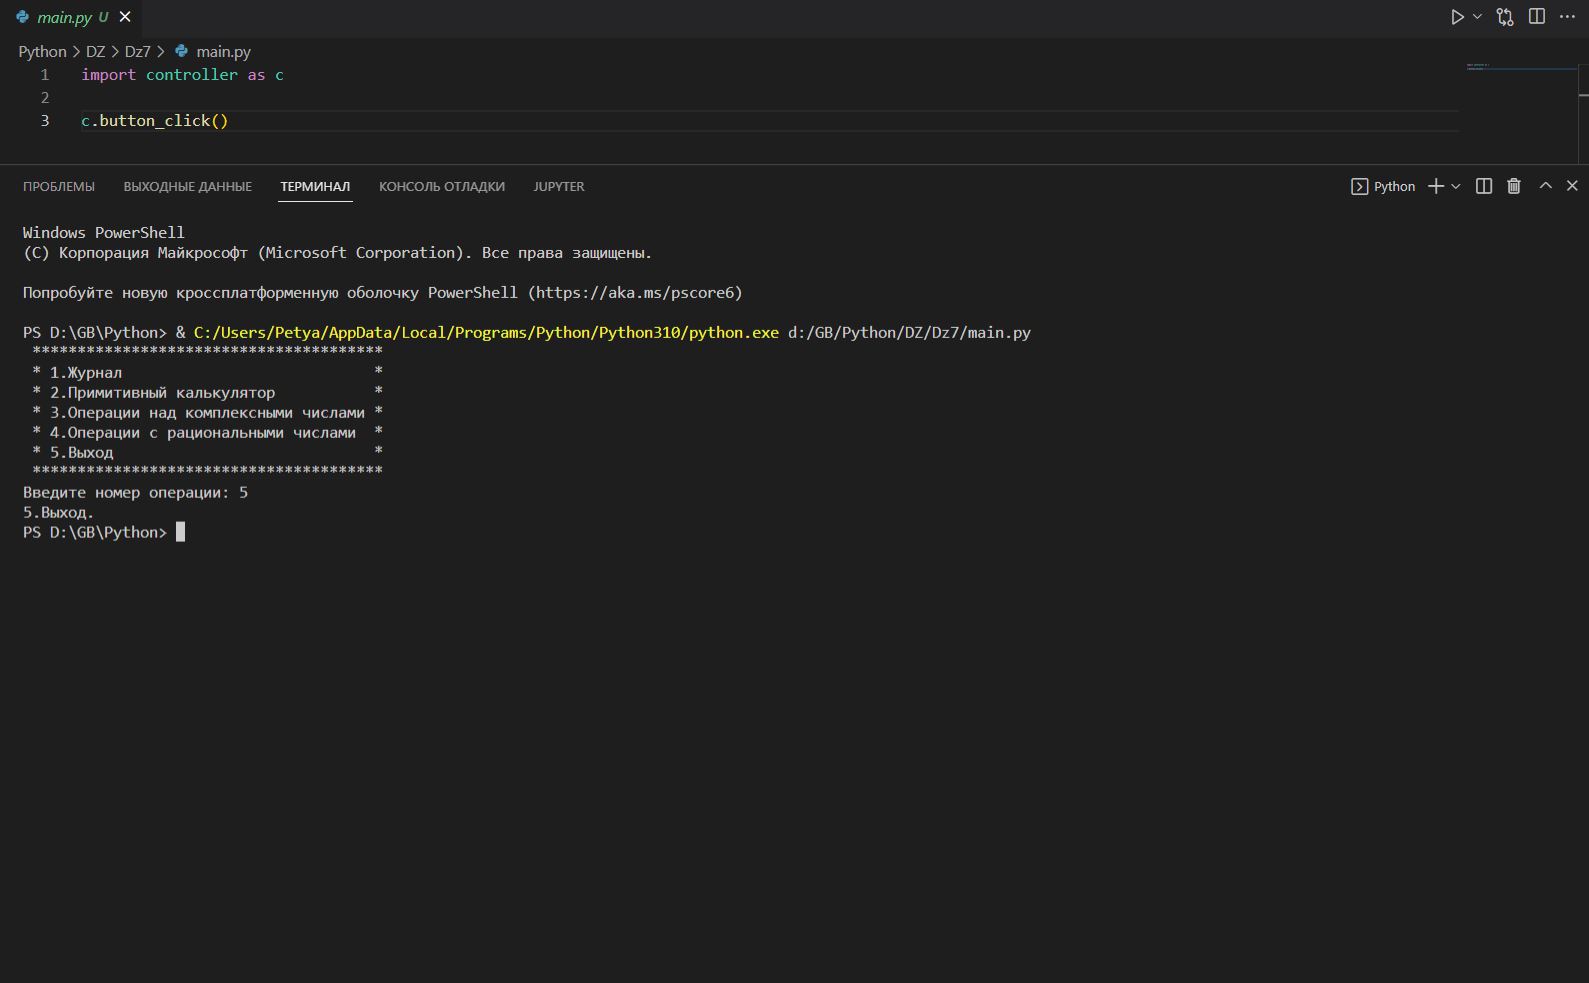 main.py U
Python > DZ > Dz7 > main.py
1 import controller as c
2
3 c.button_click()
ПРОБЛЕМЫ ВЫХОДНЫЕ ДАННЫЕ ТЕРМИНАЛ КОНСОЛЬ ОТЛАДКИ JUPYTER Python
Windows PowerShell
(C) Корпорация Майкрософт (Microsoft Corporation). Все права защищены.
Попробуйте новую кроссплатформенную оболочку PowerShell (https://aka.ms/pscore6)
PS D:\GB\Python> & C:/Users/Petya/AppData/Local/Programs/Python/Python310/python.exe d:/GB/Python/DZ/Dz7/main.py
***************************************
* 1.Журнал *
* 2.Примитивный калькулятор *
* 3.Операции над комплексными числами *
* 4.Операции с рациональными числами *
* 5.Выход *
***************************************
Введите номер операции: 5
5.Выход.
PS D:\GB\Python>